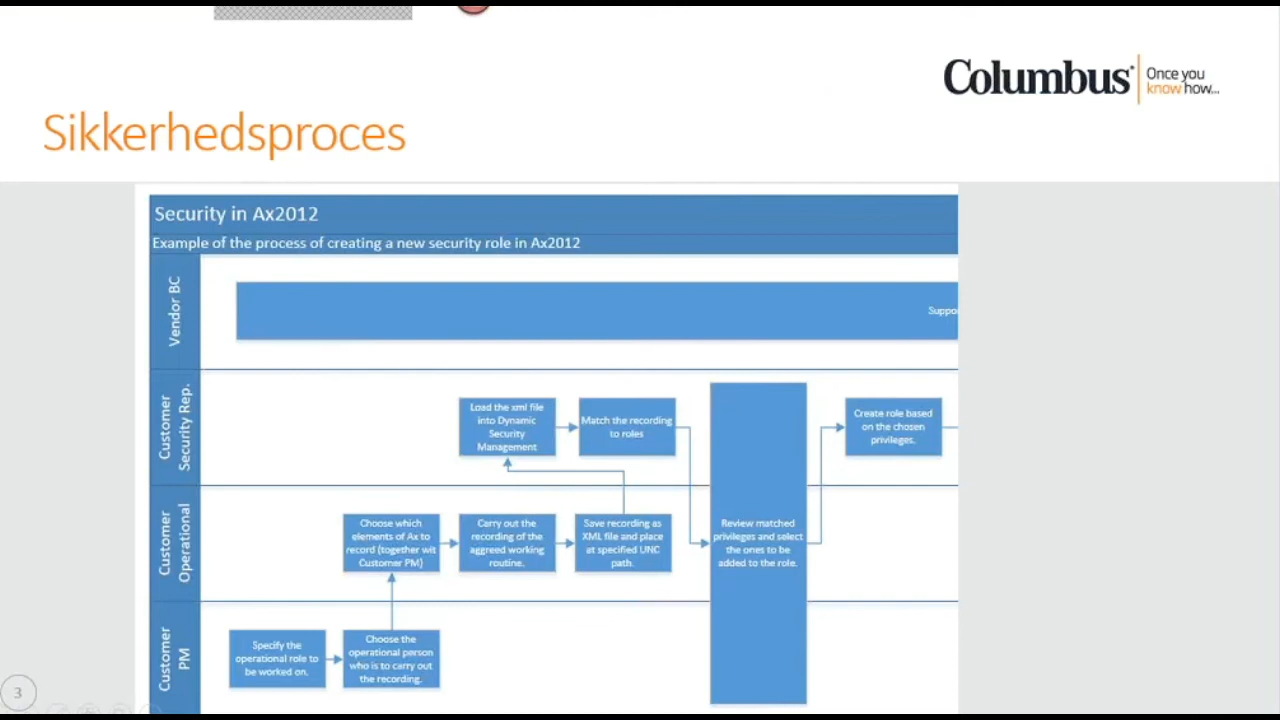 Columbus
Once you
know how...
Sikkerhedsproces
Security in Ax2012
Example of the process of creating a new security role in Ax2012
Vendor BC
Customer
Security Rep.
Load the xml file
into Dynamic
Security
Management
Match the recording
to roles
Create role based
on the chosen
privileges.
Customer
Operational
Choose which
elements of Ax to
record (together wit
Customer PM)
Carry out the
recording of the
aggreed working
routine.
Save recording as
XML file and place
at specified UNC
path.
Review matched
privileges and select
the ones to be
added to the role.
Customer
PM
Specify the
operational role to
be worked on.
Choose the
operational person
who is to carry out
the recording.
3